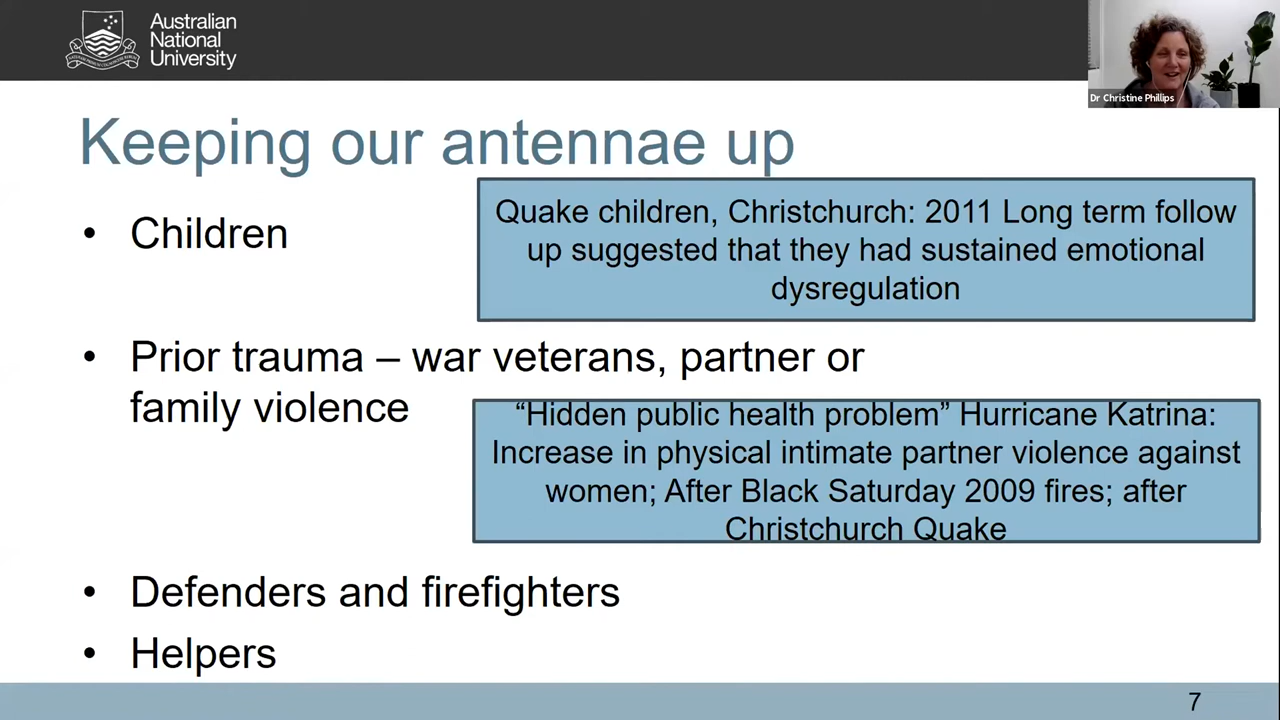 Australian
National
University
Dr Christine Phillips
Keeping our antennae up
• Children
Quake children, Christchurch: 2011 Long term follow
up suggested that they had sustained emotional
dysregulation
• Prior trauma – war veterans, partner or
family violence
“Hidden public health problem” Hurricane Katrina:
Increase in physical intimate partner violence against
women; After Black Saturday 2009 fires; after
Christchurch Quake
• Defenders and firefighters
• Helpers
7